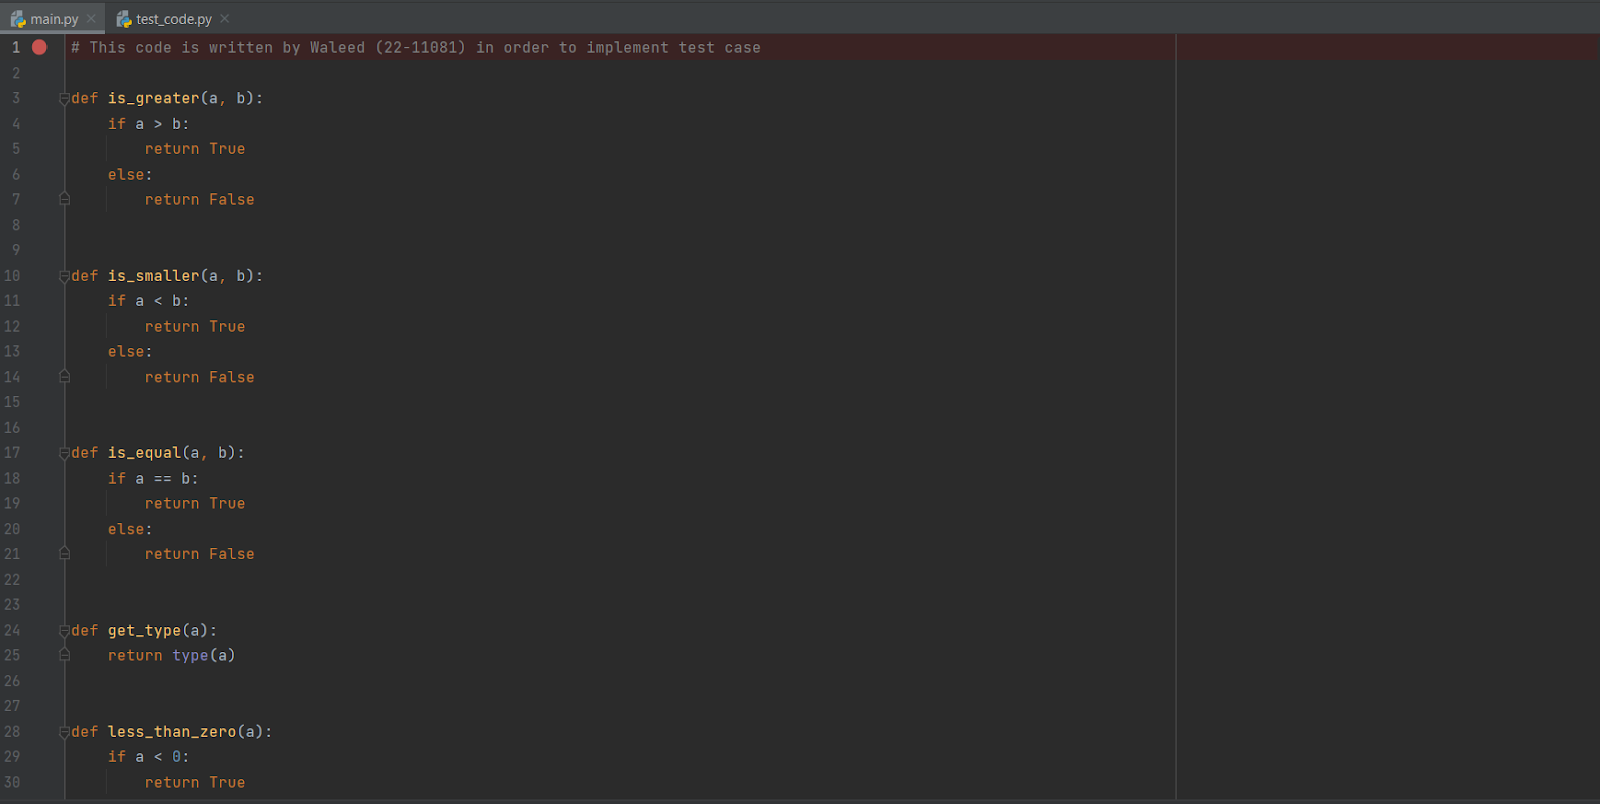 main.py test_code.py
1 # This code is written by Waleed (22-11081) in order to implement test case
2
3 def is_greater(a, b):
4     if a > b:
5         return True
6     else:
7         return False
8
9
10 def is_smaller(a, b):
11     if a < b:
12         return True
13     else:
14         return False
15
16
17 def is_equal(a, b):
18     if a == b:
19         return True
20     else:
21         return False
22
23
24 def get_type(a):
25     return type(a)
26
27
28 def less_than_zero(a):
29     if a < 0:
30         return True